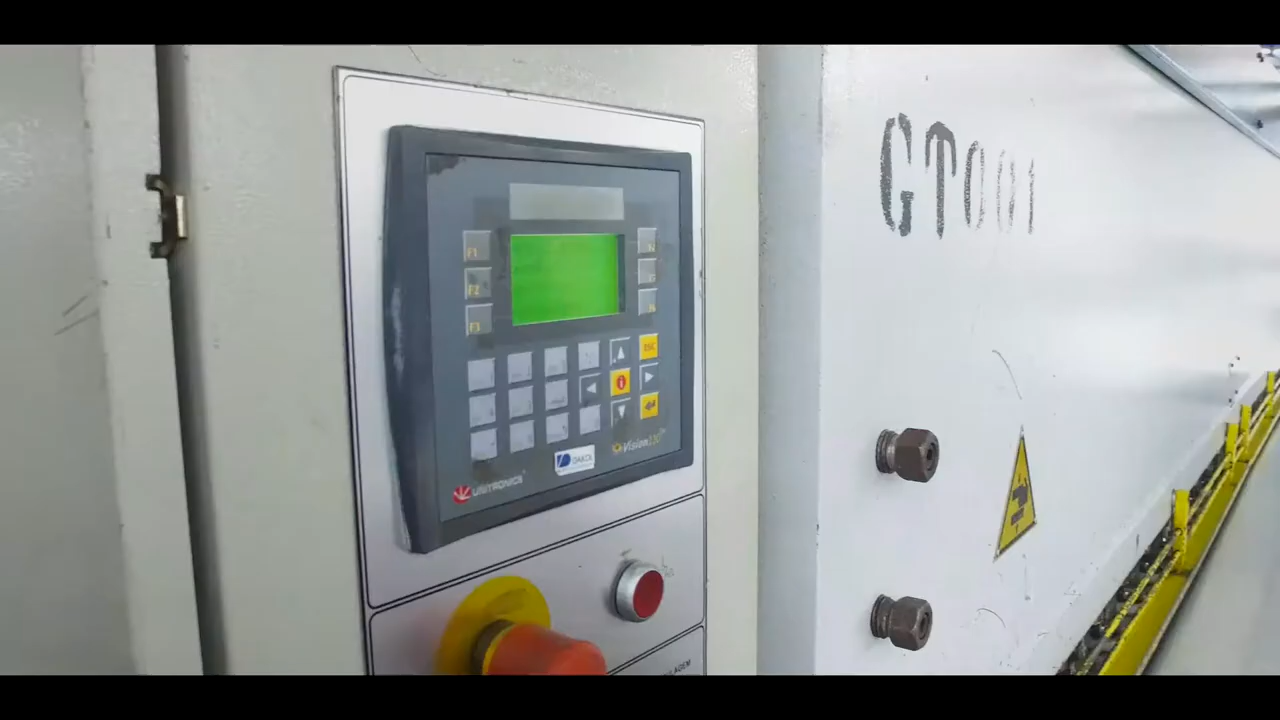 GT001
F1
F2
F3
ESC
i
Vision130
DAKOL
UNITRONICS